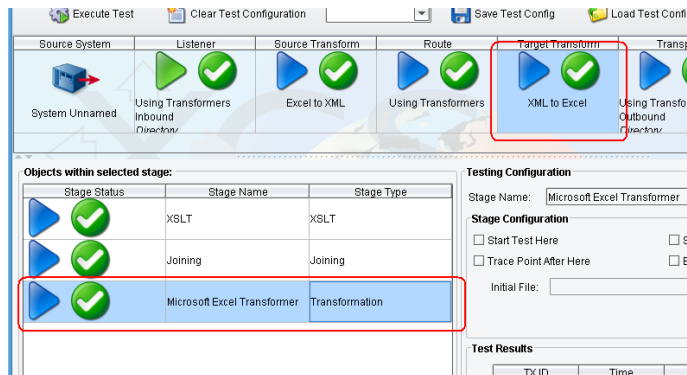 Execute Test Clear Test Configuration Save Test Config Load Test Confi
Source System Listener Source Transform Route Target Transform Transp
System Unnamed
Using Transformers
Inbound
Directory
Excel to XML
Using Transformers
XML to Excel
Using Transfo
Outbound
Directory
Objects within selected stage:
Stage Status Stage Name Stage Type
XSLT XSLT
Joining Joining
Microsoft Excel Transformer Transformation
Testing Configuration
Stage Name: Microsoft Excel Transformer
Stage Configuration
Start Test Here S
Trace Point After Here E
Initial File:
Test Results
TX ID Time